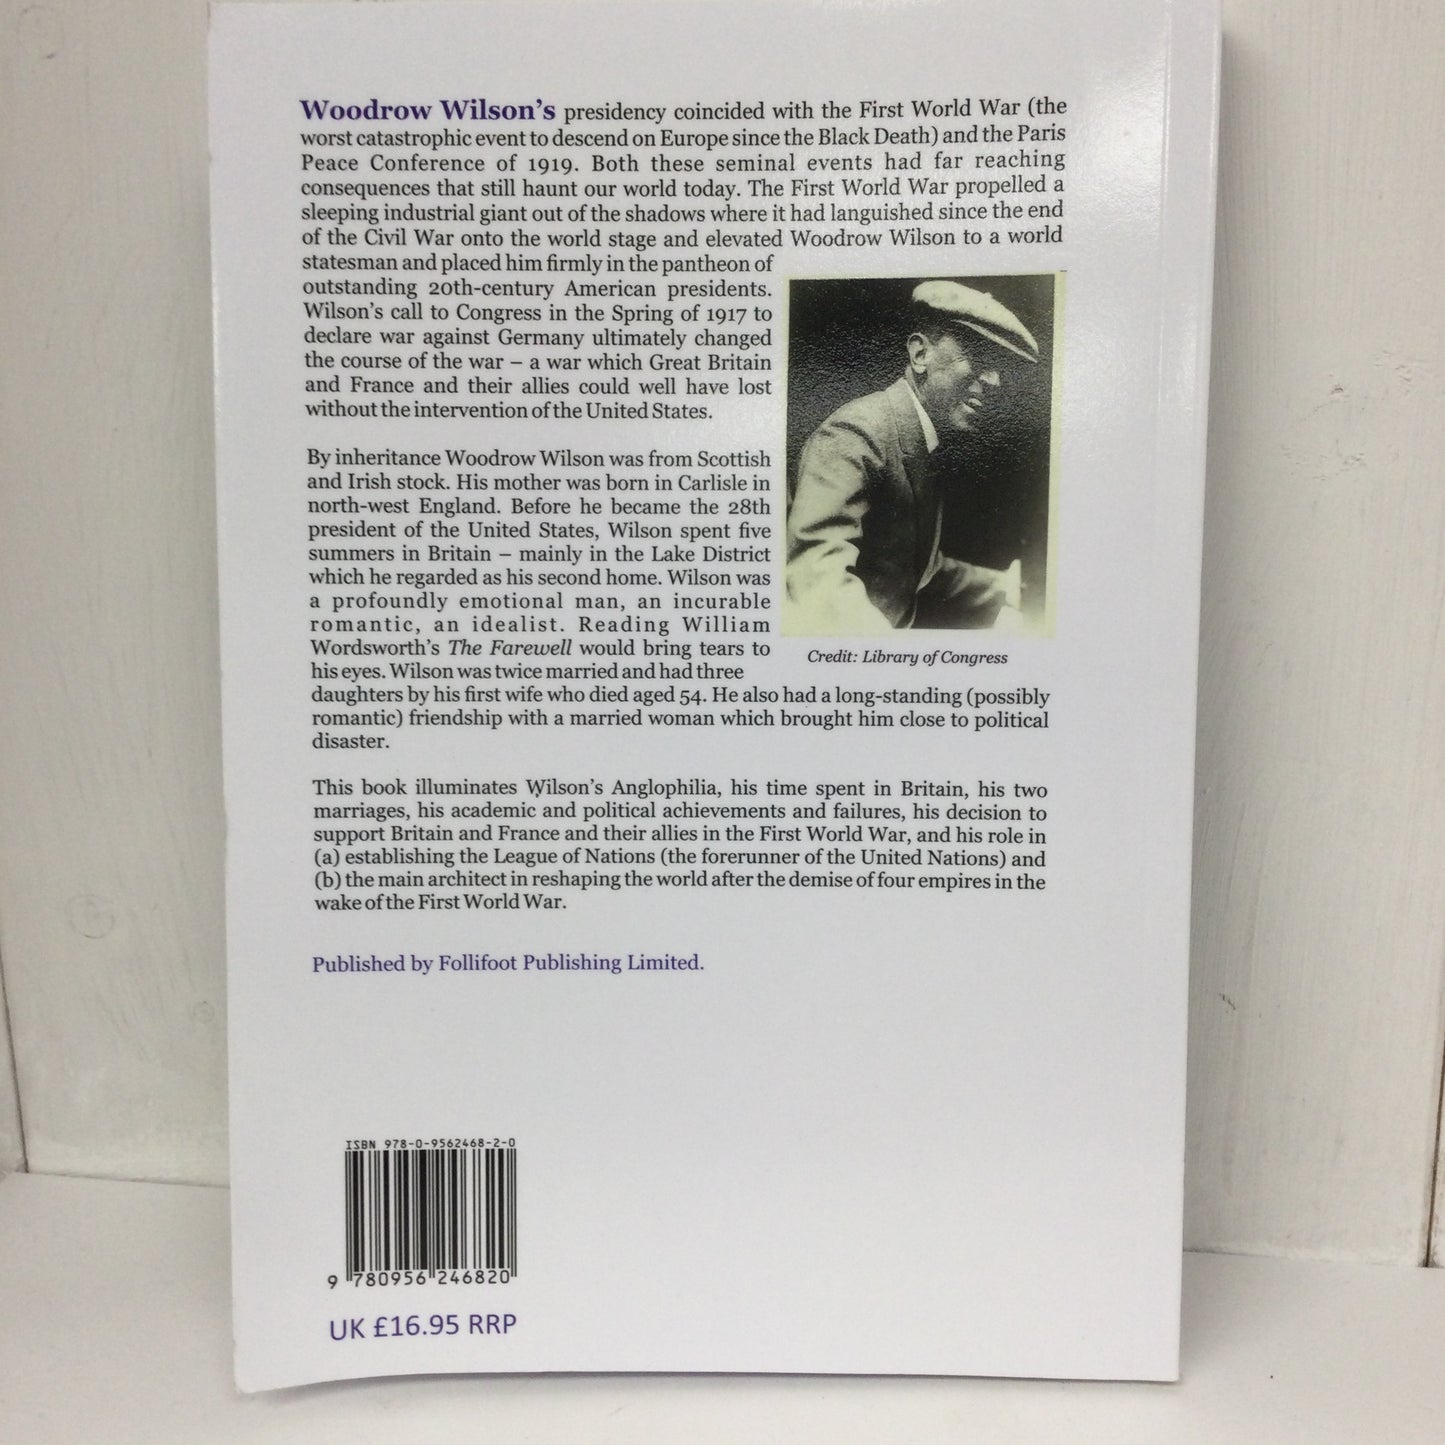 Woodrow Wilson's presidency coincided with the First World War (the
worst catastrophic event to descend on Europe since the Black Death) and the Paris
Peace Conference of 1919. Both these seminal events had far reaching
consequences that still haunt our world today. The First World War propelled a
sleeping industrial giant out of the shadows where it had languished since the end
of the Civil War onto the world stage and elevated Woodrow Wilson to a world
statesman and placed him firmly in the pantheon of
outstanding 20th-century American presidents.
Wilson's call to Congress in the Spring of 1917 to
declare war against Germany ultimately changed
the course of the war – a war which Great Britain
and France and their allies could well have lost
without the intervention of the United States.
By inheritance Woodrow Wilson was from Scottish
and Irish stock. His mother was born in Carlisle in
north-west England. Before he became the 28th
president of the United States, Wilson spent five
summers in Britain – mainly in the Lake District
which he regarded as his second home. Wilson was
a profoundly emotional man, an incurable
romantic, an idealist. Reading William
Wordsworth's The Farewell would bring tears to
his eyes. Wilson was twice married and had three
daughters by his first wife who died aged 54. He also had a long-standing (possibly
romantic) friendship with a married woman which brought him close to political
disaster.
Credit: Library of Congress
This book illuminates Wilson's Anglophilia, his time spent in Britain, his two
marriages, his academic and political achievements and failures, his decision to
support Britain and France and their allies in the First World War, and his role in
(a) establishing the League of Nations (the forerunner of the United Nations) and
(b) the main architect in reshaping the world after the demise of four empires in the
wake of the First World War.
Published by Follifoot Publishing Limited.
ISBN 978-0-9562468-2-0
9 780956 246820
UK £16.95 RRP